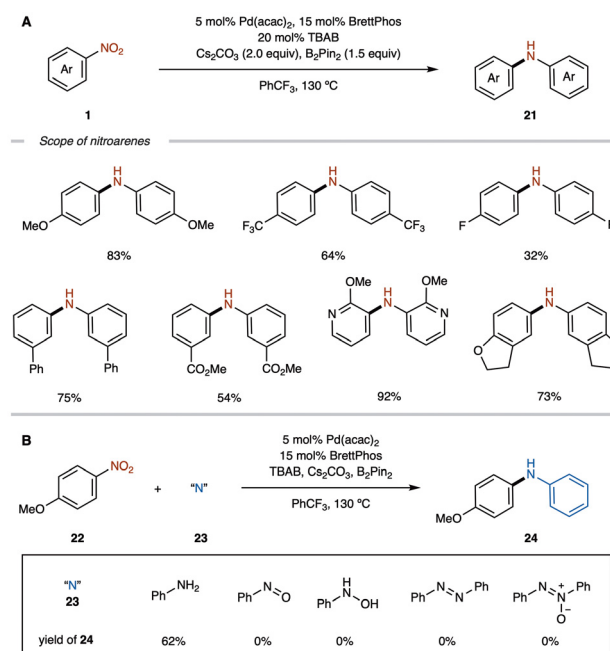 A
NO2
Ar
1
5 mol% Pd(acac)2, 15 mol% BrettPhos
20 mol% TBAB
Cs2CO3 (2.0 equiv), B2Pin2 (1.5 equiv)
PhCF3, 130 ºC
H
N
Ar Ar
21
Scope of nitroarenes
H
N
MeO OMe
83%
H
N
F3C CF3
64%
H
N
F F
32%
H
N
Ph Ph
75%
H
N
CO2Me CO2Me
54%
OMe H OMe
N N N
92%
H
N
O
73%
B
NO2
MeO
22
+
"N"
23
5 mol% Pd(acac)2
15 mol% BrettPhos
TBAB, Cs2CO3, B2Pin2
PhCF3, 130 ºC
H
N
MeO
24
"N"
23
Ph NH2
Ph N O
H
Ph N OH
Ph N N Ph
Ph N N+ Ph
O−
yield of 24 62% 0% 0% 0% 0%